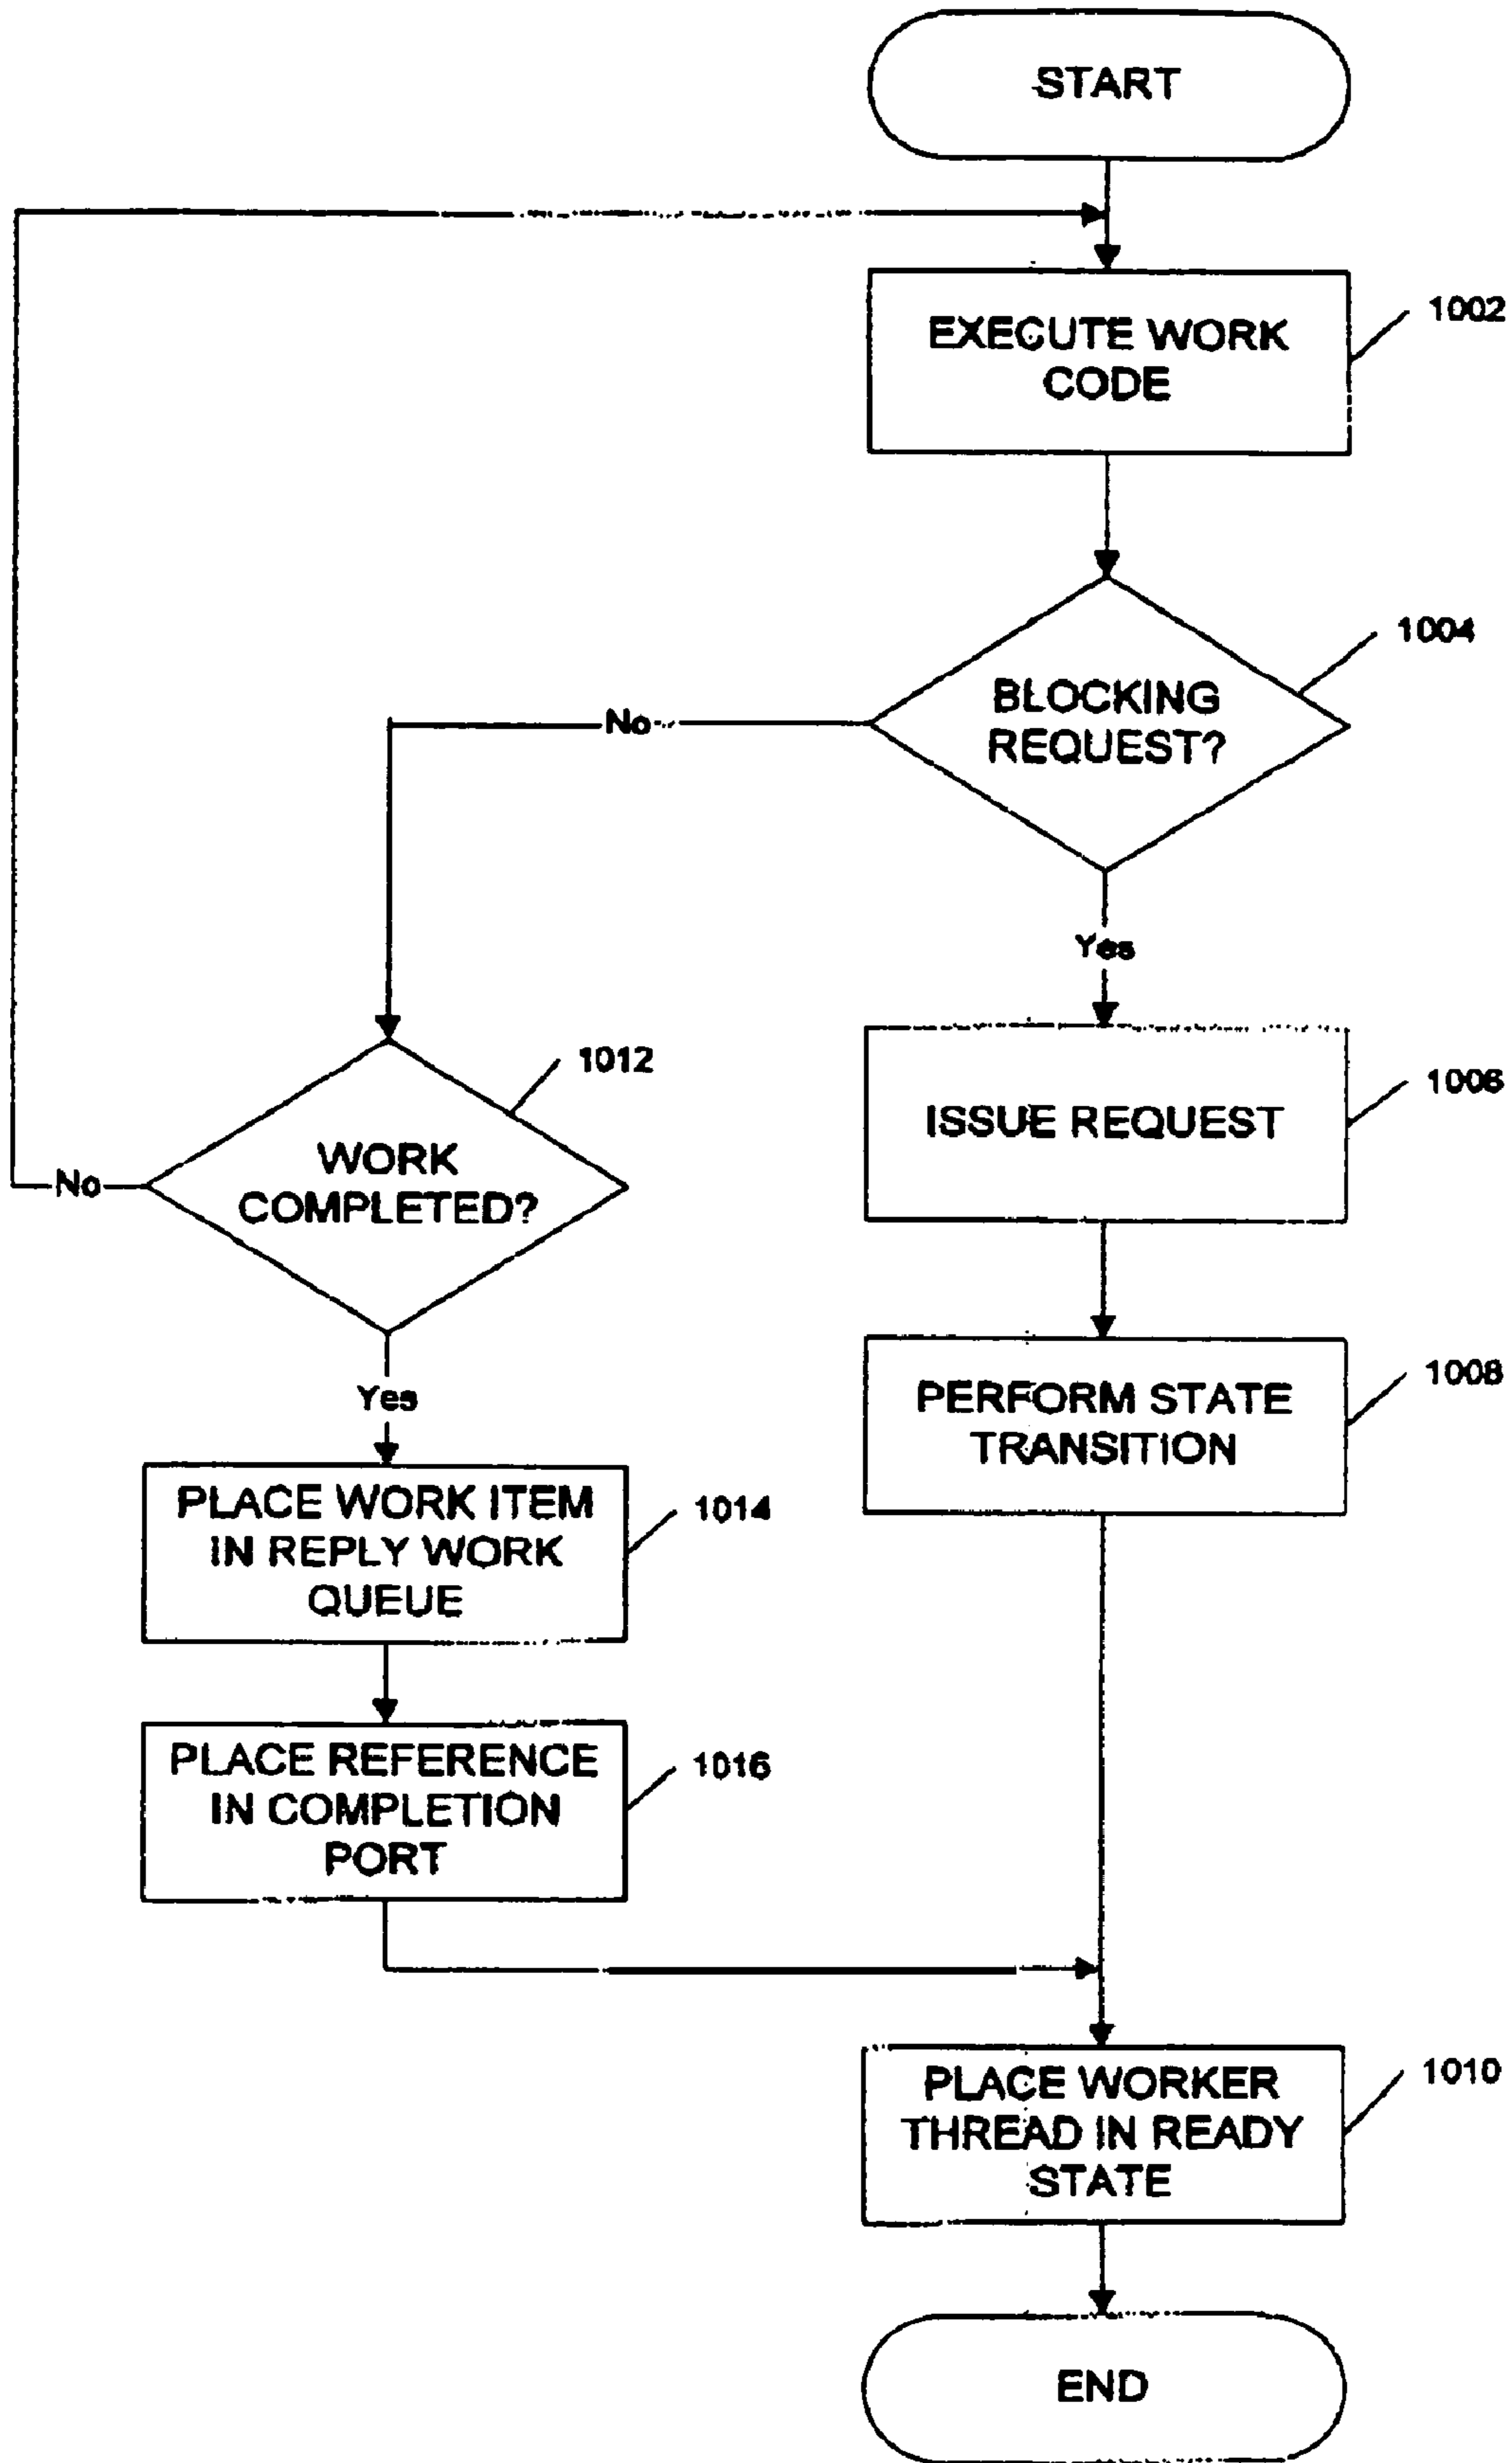 START
EXECUTE WORK
CODE
1002
BLOCKING
REQUEST?
1004
No
Yes
ISSUE REQUEST
1006
WORK
COMPLETED?
1012
No
Yes
PERFORM STATE
TRANSITION
1008
PLACE WORK ITEM
IN REPLY WORK
QUEUE
1014
PLACE REFERENCE
IN COMPLETION
PORT
1016
PLACE WORKER
THREAD IN READY
STATE
1010
END